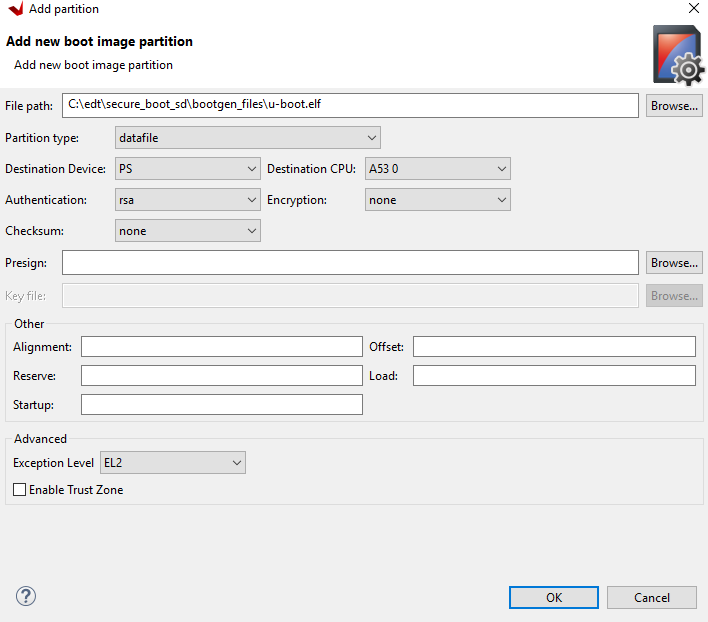 Add partition
Add new boot image partition
Add new boot image partition
File path: C:\edt\secure_boot_sd\bootgen_files\u-boot.elf Browse...
Partition type: datafile
Destination Device: PS Destination CPU: A53 0
Authentication: rsa Encryption: none
Checksum: none
Presign: Browse...
Key file: Browse...
Other
Alignment: Offset:
Reserve: Load:
Startup:
Advanced
Exception Level EL2
Enable Trust Zone
? OK Cancel